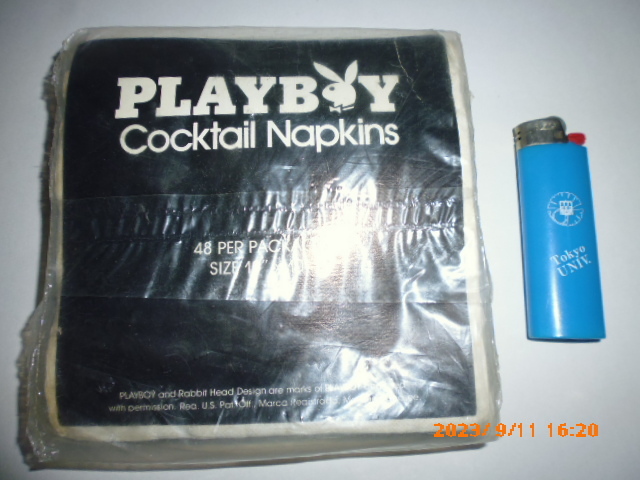 PLAYBOY
Cocktail Napkins
48 PER PACKAGE
SIZE
PLAYBOY and Rabbit Head Design are marks of
with permission. Reg. U.S. Pat. Off., Marca Registrada, M
Tokyo
UNIV.
2023/9/11 16:20